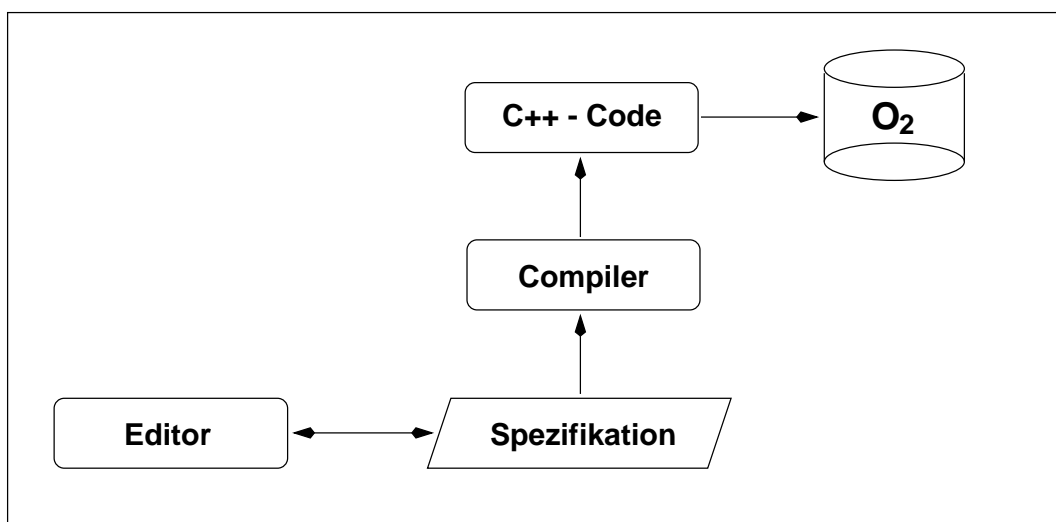 C++ - Code
O₂
Compiler
Editor
Spezifikation